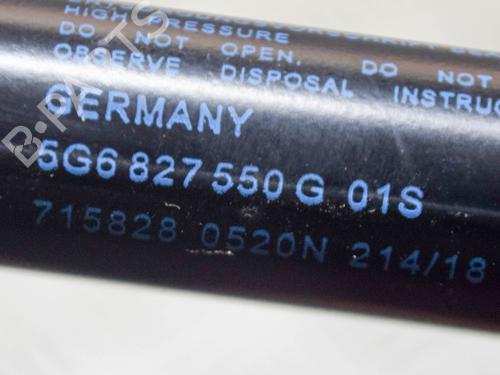 HIGH PRESSURE
DO NOT OPEN. DO NOT
OBSERVE DISPOSAL INSTRUC
GERMANY
5G6 827 550 G 01S
715828 0520N 214/18
B-PARTS